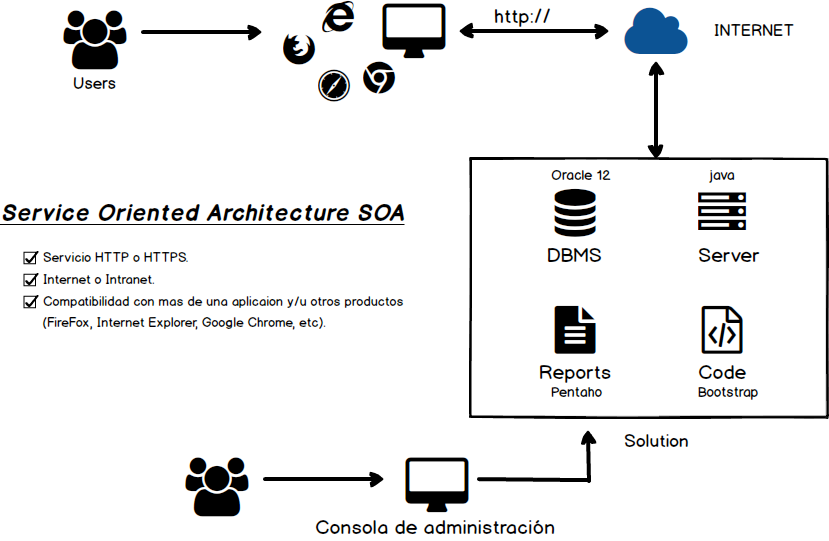 http://
INTERNET
Users
Oracle 12
java
DBMS
Server
Service Oriented Architecture SOA
Servicio HTTP o HTTPS.
Internet o Intranet.
Compatibilidad con mas de una aplicaion y/u otros productos
(FireFox, Internet Explorer, Google Chrome, etc).
Reports
Code
Pentaho
Bootstrap
Solution
Consola de administración